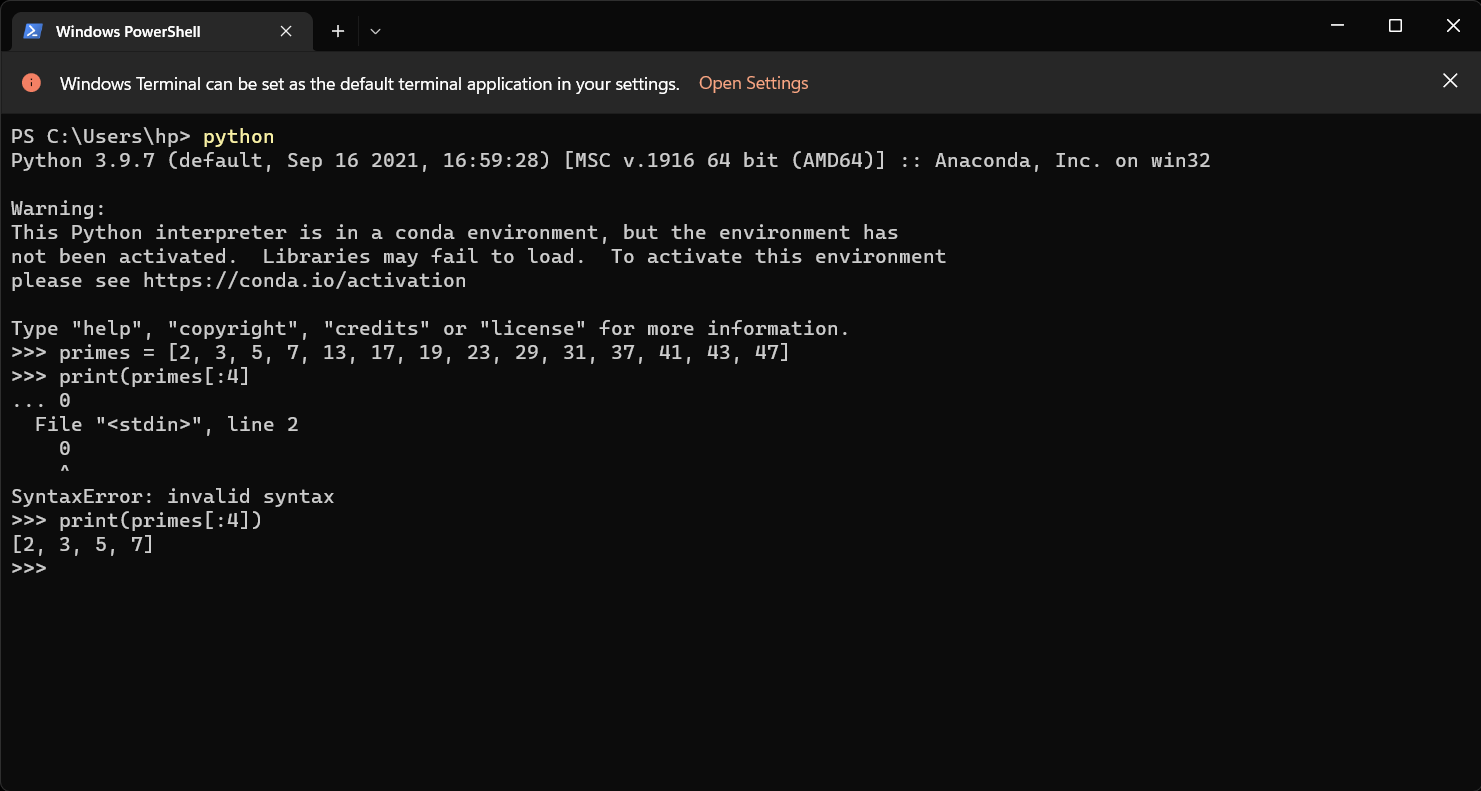 Windows PowerShell
Windows Terminal can be set as the default terminal application in your settings. Open Settings
PS C:\Users\hp> python
Python 3.9.7 (default, Sep 16 2021, 16:59:28) [MSC v.1916 64 bit (AMD64)] :: Anaconda, Inc. on win32

Warning:
This Python interpreter is in a conda environment, but the environment has
not been activated.  Libraries may fail to load.  To activate this environment
please see https://conda.io/activation

Type "help", "copyright", "credits" or "license" for more information.
>>> primes = [2, 3, 5, 7, 13, 17, 19, 23, 29, 31, 37, 41, 43, 47]
>>> print(primes[:4]
... 0
  File "<stdin>", line 2
    0
    ^
SyntaxError: invalid syntax
>>> print(primes[:4])
[2, 3, 5, 7]
>>>